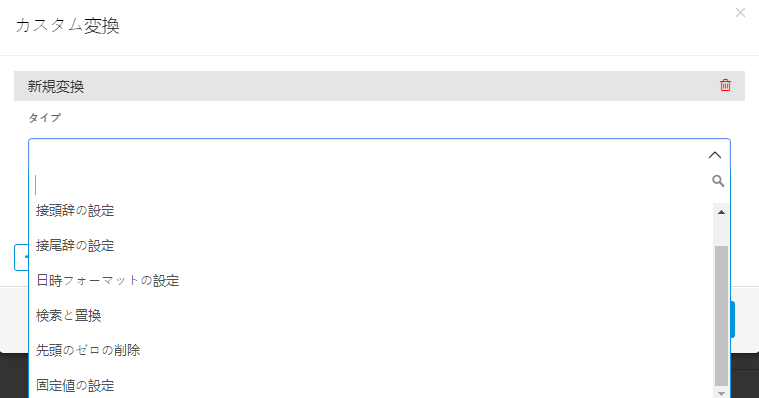 カスタム変換
新規変換
タイプ
接頭辞の設定
接尾辞の設定
日時フォーマットの設定
検索と置換
先頭のゼロの削除
固定値の設定